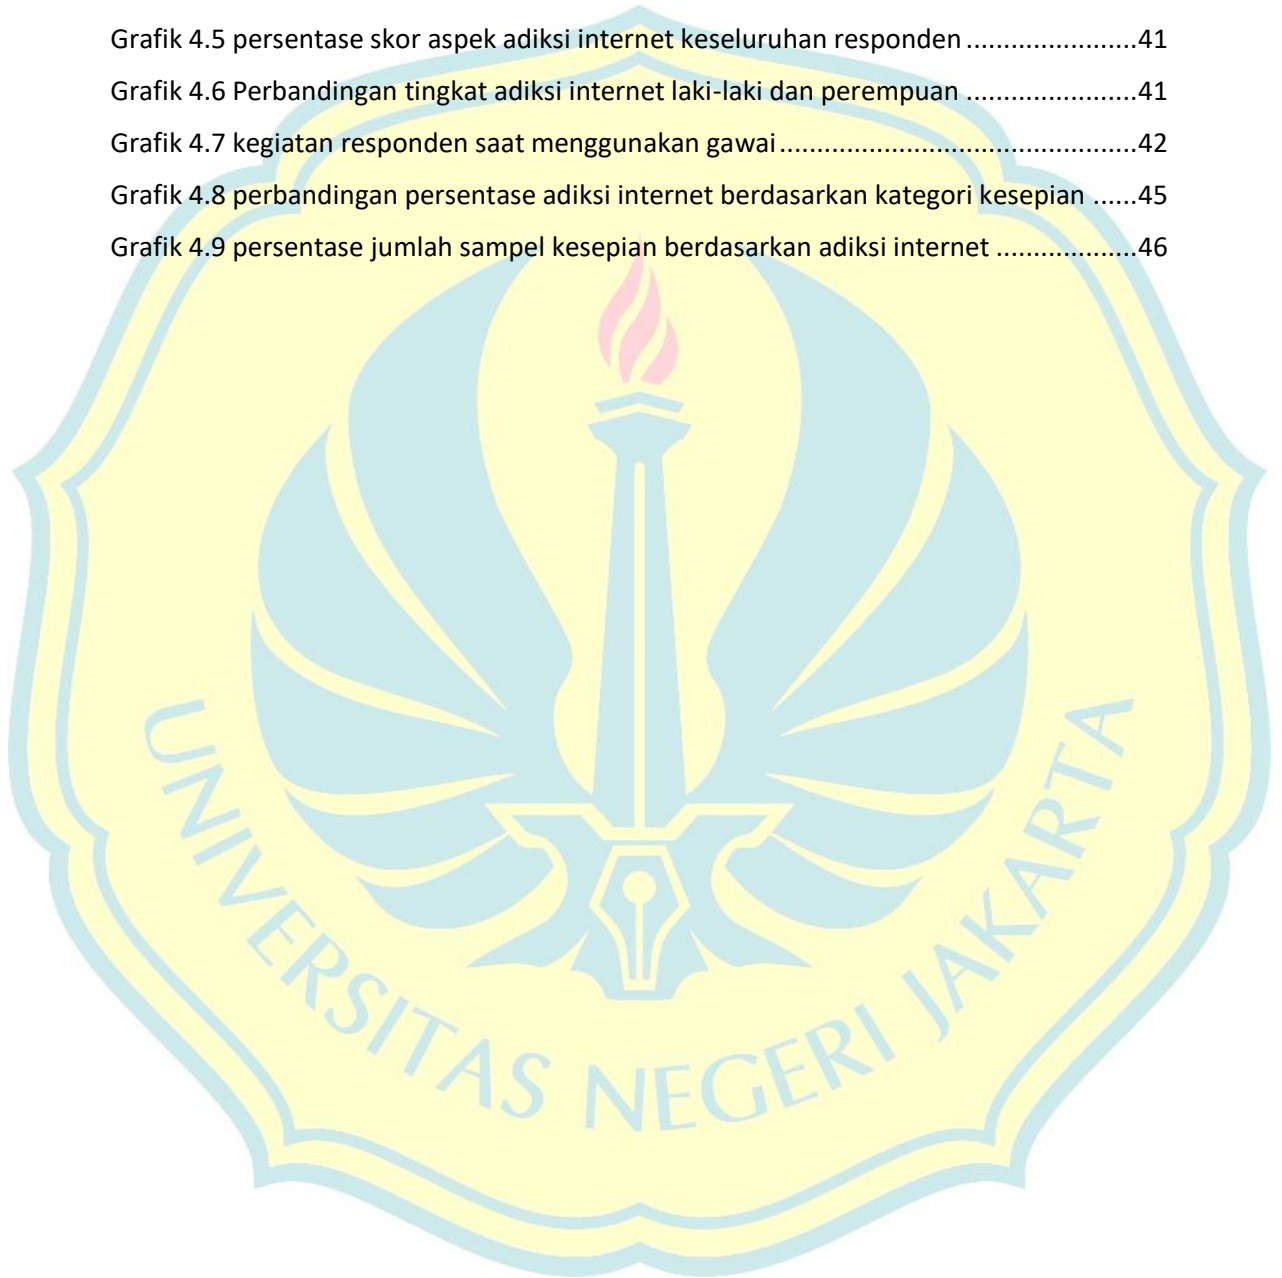 Grafik 4.5 persentase skor aspek adiksi internet keseluruhan responden ......................41
Grafik 4.6 Perbandingan tingkat adiksi internet laki-laki dan perempuan ......................41
Grafik 4.7 kegiatan responden saat menggunakan gawai..............................................42
Grafik 4.8 perbandingan persentase adiksi internet berdasarkan kategori kesepian ......45
Grafik 4.9 persentase jumlah sampel kesepian berdasarkan adiksi internet ..................46
UNIVERSITAS NEGERI JAKARTA